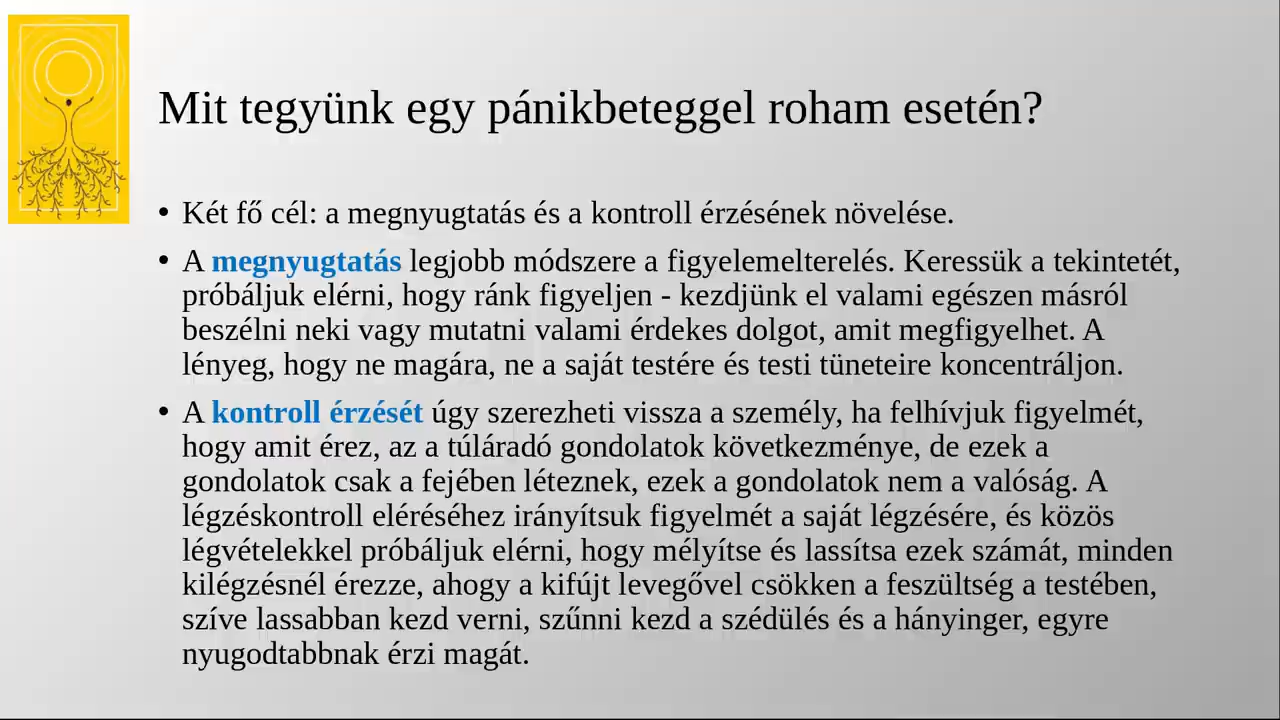 Mit tegyünk egy pánikbeteggel roham esetén?
• Két fő cél: a megnyugtatás és a kontroll érzésének növelése.
• A megnyugtatás legjobb módszere a figyelemelterelés. Keressük a tekintetét,
próbáljuk elérni, hogy ránk figyeljen - kezdjünk el valami egészen másról
beszélni neki vagy mutatni valami érdekes dolgot, amit megfigyelhet. A
lényeg, hogy ne magára, ne a saját testére és testi tüneteire koncentráljon.
• A kontroll érzését úgy szerezheti vissza a személy, ha felhívjuk figyelmét,
hogy amit érez, az a túláradó gondolatok következménye, de ezek a
gondolatok csak a fejében léteznek, ezek a gondolatok nem a valóság. A
légzéskontroll eléréséhez irányítsuk figyelmét a saját légzésére, és közös
légvételekkel próbáljuk elérni, hogy mélyítse és lassítsa ezek számát, minden
kilégzésnél érezze, ahogy a kifújt levegővel csökken a feszültség a testében,
szíve lassabban kezd verni, szűnni kezd a szédülés és a hányinger, egyre
nyugodtabbnak érzi magát.